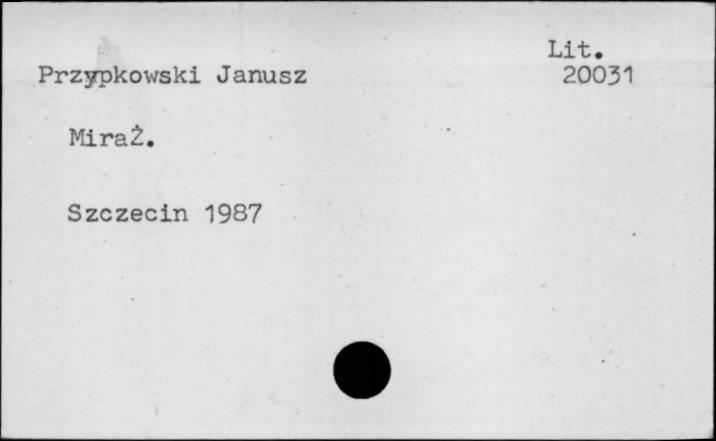 Lit.
Przypkowski Janusz 20031
MiraŻ.
Szczecin 1987